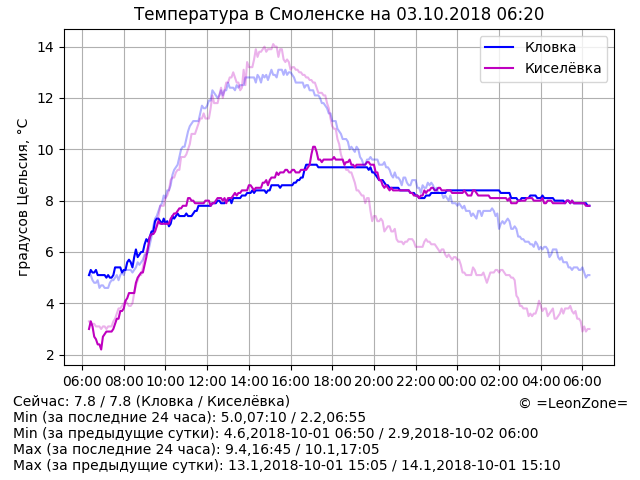 Температура в Смоленске на 03.10.2018 06:20
Кловка
Киселёвка
градусов Цельсия, °C
14
12
10
8
6
4
2
06:00 08:00 10:00 12:00 14:00 16:00 18:00 20:00 22:00 00:00 02:00 04:00 06:00
Сейчас: 7.8 / 7.8 (Кловка / Киселёвка)
© =LeonZone=
Min (за последние 24 часа): 5.0,07:10 / 2.2,06:55
Min (за предыдущие сутки): 4.6,2018-10-01 06:50 / 2.9,2018-10-02 06:00
Max (за последние 24 часа): 9.4,16:45 / 10.1,17:05
Max (за предыдущие сутки): 13.1,2018-10-01 15:05 / 14.1,2018-10-01 15:10